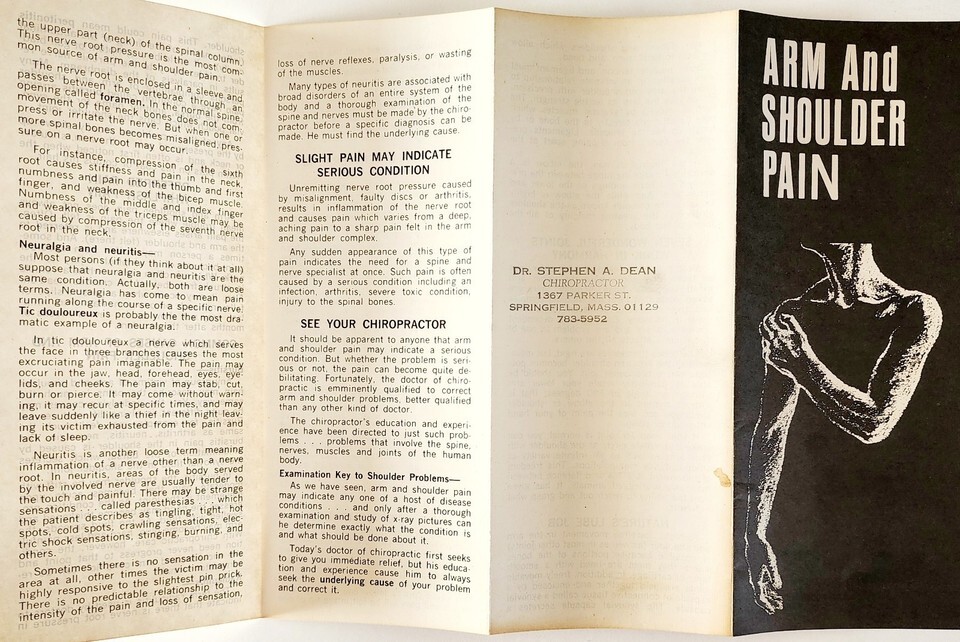 the upper part (neck) of the spinal column.
This nerve root pressure is the most com-
mon source of arm and shoulder pain.
The nerve root is enclosed in a sleeve and
passes between the vertebrae through an
opening called foramen. In the normal spine,
movement of the neck bones does not com-
press or irritate the nerve. But when one or
more spinal bones becomes misaligned, pres-
sure on a nerve root may occur.
For instance, compression of the sixth
root causes stiffness and pain in the neck,
numbness and pain into the thumb and first
finger, and weakness of the bicep muscle.
Numbness of the middle and index finger
and weakness of the triceps muscle may be
caused by compression of the seventh nerve
root in the neck.
Neuralgia and neuritis—
Most persons (if they think about it at all)
suppose that neuralgia and neuritis are the
same condition. Actually, both are loose
terms. Neuralgia has come to mean pain
running along the course of a specific nerve.
Tic douloureux is probably the the most dra-
matic example of a neuralgia.
In tic douloureux a nerve which serves
the face in three branches causes the most
excruciating pain imaginable. The pain may
occur in the jaw, head, forehead, eyes, eye-
lids, and cheeks. The pain may stab, cut,
burn or pierce. It may come without warn-
ing, it may recur at specific times, and may
leave suddenly like a thief in the night leav-
ing its victim exhausted from the pain and
lack of sleep.
Neuritis is another loose term meaning
inflammation of a nerve other than a nerve
root. In neuritis, areas of the body served
by the involved nerve are usually tender to
the touch and painful. There may be strange
sensations . . . called paresthesias . . . which
the patient describes as tingling, tight, hot
spots, cold spots, crawling sensations, elec-
tric shock sensations, stinging, burning, and
others.
Sometimes there is no sensation in the
area at all, other times the victim may be
highly responsive to the slightest pin prick.
There is no predictable relationship to the
intensity of the pain and loss of sensation,
loss of nerve reflexes, paralysis, or wasting
of the muscles.
Many types of neuritis are associated with
broad disorders of an entire system of the
body and a thorough examination of the
spine and nerves must be made by the chiro-
practor before a specific diagnosis can be
made. He must find the underlying cause.
SLIGHT PAIN MAY INDICATE
SERIOUS CONDITION
Unremitting nerve root pressure caused
by misalignment, faulty discs or arthritis,
results in inflammation of the nerve root
and causes pain which varies from a deep,
aching pain to a sharp pain felt in the arm
and shoulder complex.
Any sudden appearance of this type of
pain indicates the need for a spine and
nerve specialist at once. Such pain is often
caused by a serious condition including an
infection, arthritis, severe toxic condition,
injury to the spinal bones.
SEE YOUR CHIROPRACTOR
It should be apparent to anyone that arm
and shoulder pain may indicate a serious
condition. But whether the problem is seri-
ous or not, the pain can become quite de-
bilitating. Fortunately, the doctor of chiro-
practic is emminently qualified to correct
arm and shoulder problems, better qualified
than any other kind of doctor.
The chiropractor's education and experi-
ence have been directed to just such prob-
lems . . . problems that involve the spine,
nerves, muscles and joints of the human
body.
Examination Key to Shoulder Problems—
As we have seen, arm and shoulder pain
may indicate any one of a host of disease
conditions . . . and only after a thorough
examination and study of x-ray pictures can
he determine exactly what the condition is
and what should be done about it.
Today's doctor of chiropractic first seeks
to give you immediate relief, but his educa-
tion and experience cause him to always
seek the underlying cause of your problem
and correct it.
DR. STEPHEN A. DEAN
CHIROPRACTOR
1367 PARKER ST.
SPRINGFIELD, MASS. 01129
783-5952
ARM And
SHOULDER
PAIN